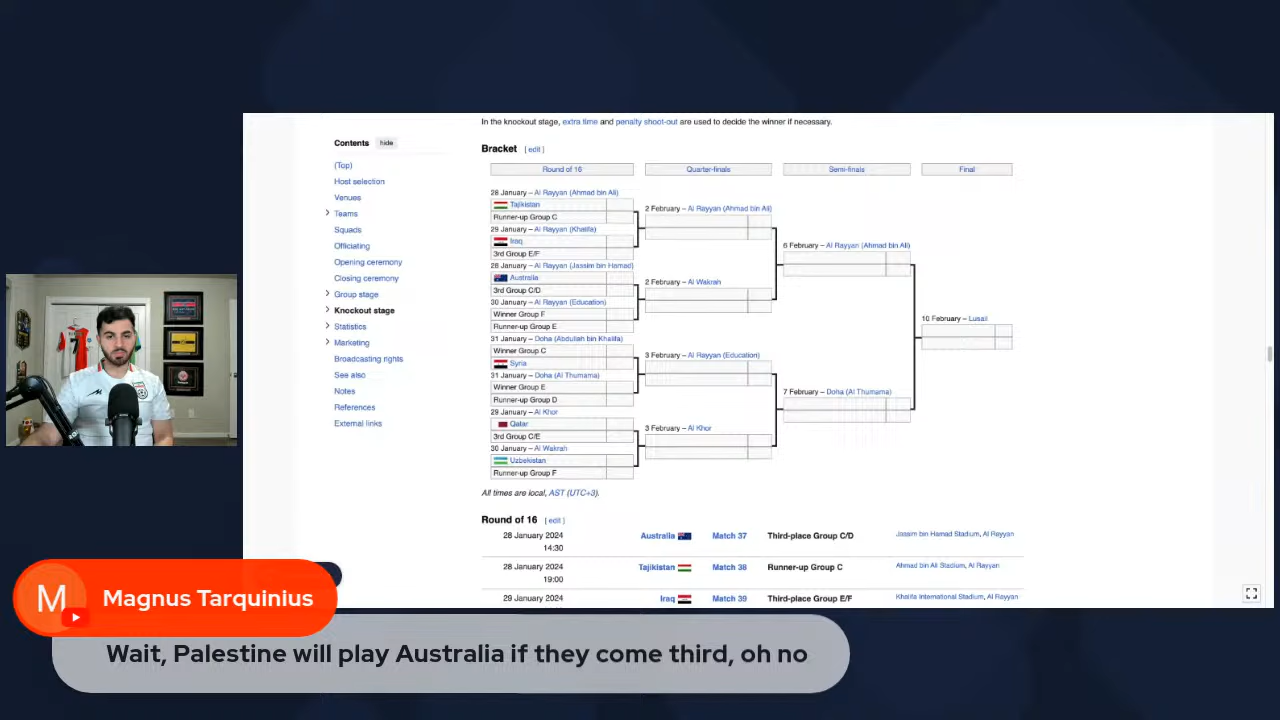 In the knockout stage, extra time and penalty shoot-out are used to decide the winner if necessary.
Contents hide
(Top)
Host selection
Venues
Teams
Squads
Officiating
Opening ceremony
Closing ceremony
Group stage
Knockout stage
Statistics
Marketing
Broadcasting rights
See also
Notes
References
External links
Bracket [ edit ]
Round of 16 Quarter-finals Semi-finals Final
28 January – Al Rayyan (Ahmad bin Ali)
Tajikistan
Runner-up Group C
29 January – Al Rayyan (Khalifa)
Iraq
3rd Group E/F
28 January – Al Rayyan (Jassim bin Hamad)
Australia
3rd Group C/D
30 January – Al Rayyan (Education)
Winner Group F
Runner-up Group E
31 January – Doha (Abdullah bin Khalifa)
Winner Group C
Syria
31 January – Doha (Al Thumama)
Winner Group E
Runner-up Group D
29 January – Al Khor
Qatar
3rd Group C/E
30 January – Al Wakrah
Uzbekistan
Runner-up Group F
2 February – Al Rayyan (Ahmad bin Ali)
2 February – Al Wakrah
3 February – Al Rayyan (Education)
3 February – Al Khor
6 February – Al Rayyan (Ahmad bin Ali)
7 February – Doha (Al Thumama)
10 February – Lusail
All times are local, AST (UTC+3).
Round of 16 [ edit ]
28 January 2024 Australia Match 37 Third-place Group C/D Jassim bin Hamad Stadium, Al Rayyan
14:30
28 January 2024 Tajikistan Match 38 Runner-up Group C Ahmad bin Ali Stadium, Al Rayyan
19:00
29 January 2024 Iraq Match 39 Third-place Group E/F Khalifa International Stadium, Al Rayyan
M
Magnus Tarquinius
Wait, Palestine will play Australia if they come third, oh no